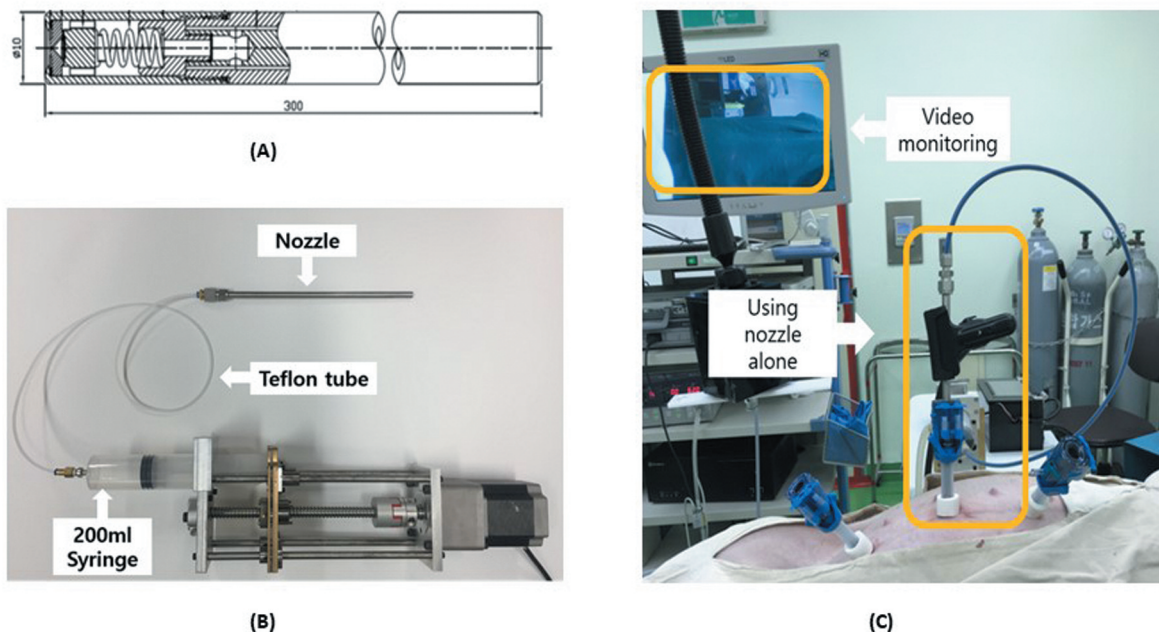 ø10
300
(A)
Nozzle
Teflon tube
200ml
Syringe
(B)
Video
monitoring
Using
nozzle
alone
(C)